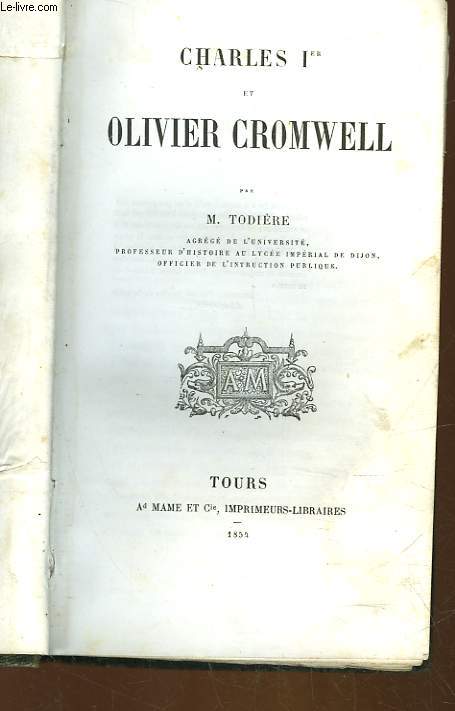 Le-livre.com
CHARLES Iᴱᴿ
ET
OLIVIER CROMWELL
PAR
M. TODIÈRE
AGRÉGÉ DE L'UNIVERSITÉ,
PROFESSEUR D'HISTOIRE AU LYCÉE IMPÉRIAL DE DIJON,
OFFICIER DE L'INTRUCTION PUBLIQUE.
AM
TOURS
Aᵈ MAME ET Cⁱᵉ, IMPRIMEURS-LIBRAIRES
1854